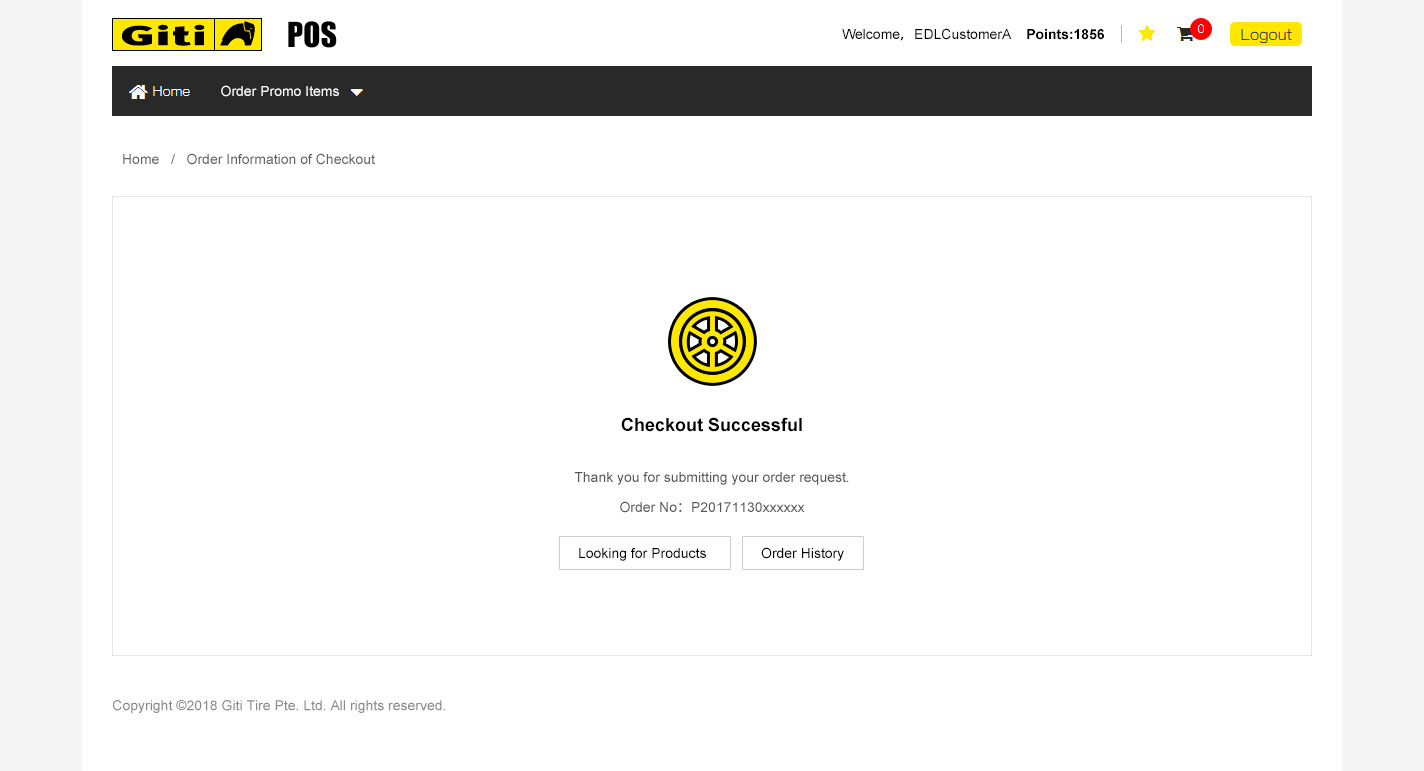 Giti POS
Welcome，EDLCustomerA Points:1856 0 Logout
Home Order Promo Items
Home / Order Information of Checkout
Checkout Successful
Thank you for submitting your order request.
Order No：P20171130xxxxxx
Looking for Products Order History
Copyright ©2018 Giti Tire Pte. Ltd. All rights reserved.